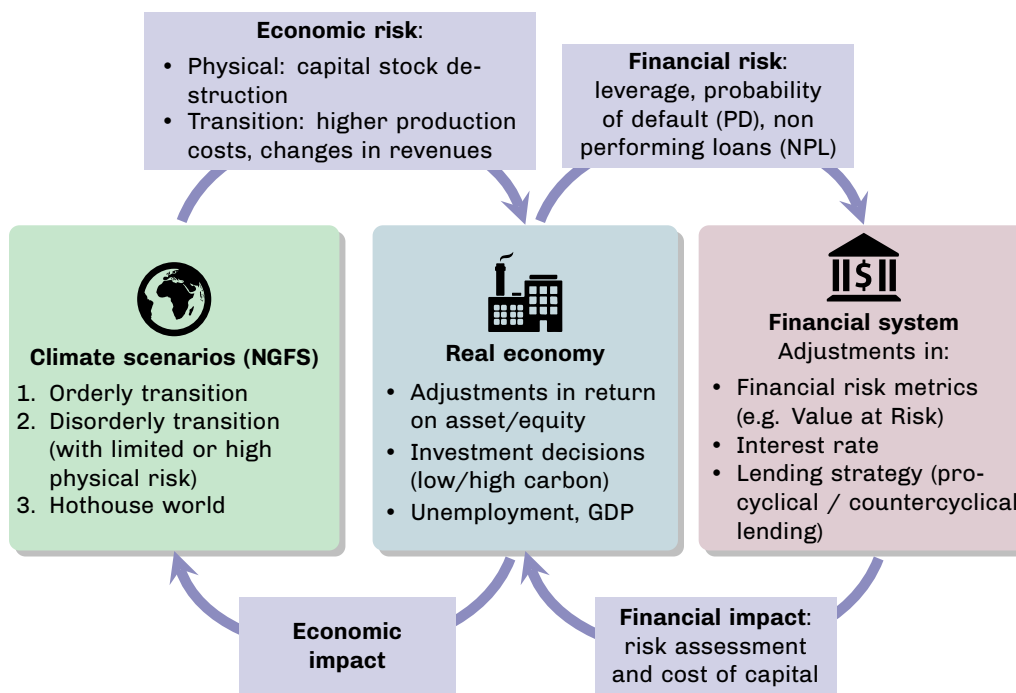 Economic risk:
• Physical: capital stock de-
struction
• Transition: higher production
costs, changes in revenues
Financial risk:
leverage, probability
of default (PD), non
performing loans (NPL)
Climate scenarios (NGFS)
1. Orderly transition
2. Disorderly transition
(with limited or high
physical risk)
3. Hothouse world
Real economy
• Adjustments in return
on asset/equity
• Investment decisions
(low/high carbon)
• Unemployment, GDP
$
Financial system
Adjustments in:
• Financial risk metrics
(e.g. Value at Risk)
• Interest rate
• Lending strategy (pro-
cyclical / countercyclical
lending)
Economic
impact
Financial impact:
risk assessment
and cost of capital